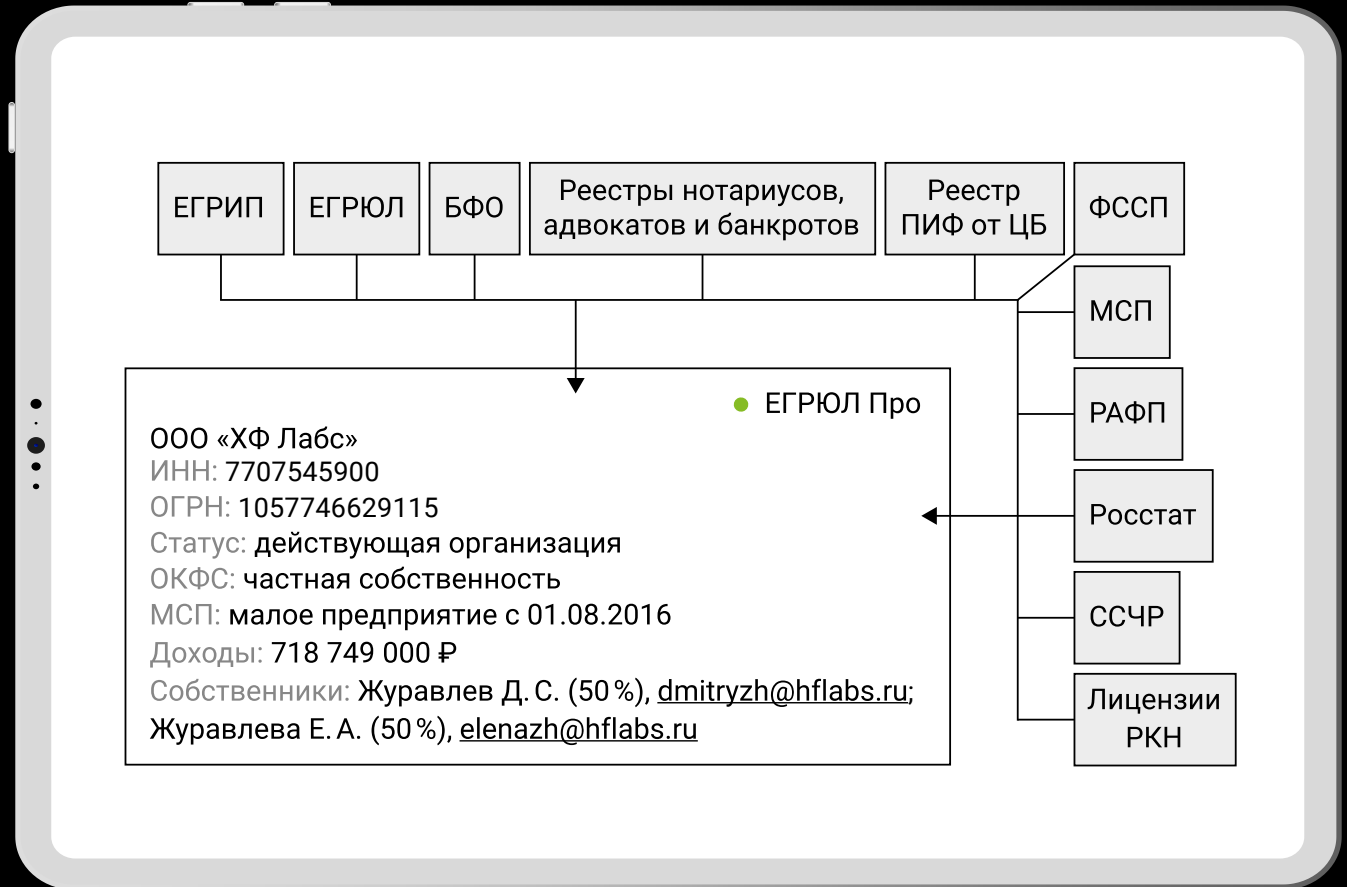 ЕГРИП
ЕГРЮЛ
БФО
Реестры нотариусов,
адвокатов и банкротов
Реестр
ПИФ от ЦБ
ФССП
МСП
РАФП
Росстат
ССЧР
Лицензии
РКН
ЕГРЮЛ Про
ООО «ХФ Лабс»
ИНН: 7707545900
ОГРН: 1057746629115
Статус: действующая организация
ОКФС: частная собственность
МСП: малое предприятие с 01.08.2016
Доходы: 718 749 000 ₽
Собственники: Журавлев Д. С. (50 %), dmitryzh@hflabs.ru;
Журавлева Е. А. (50 %), elenazh@hflabs.ru